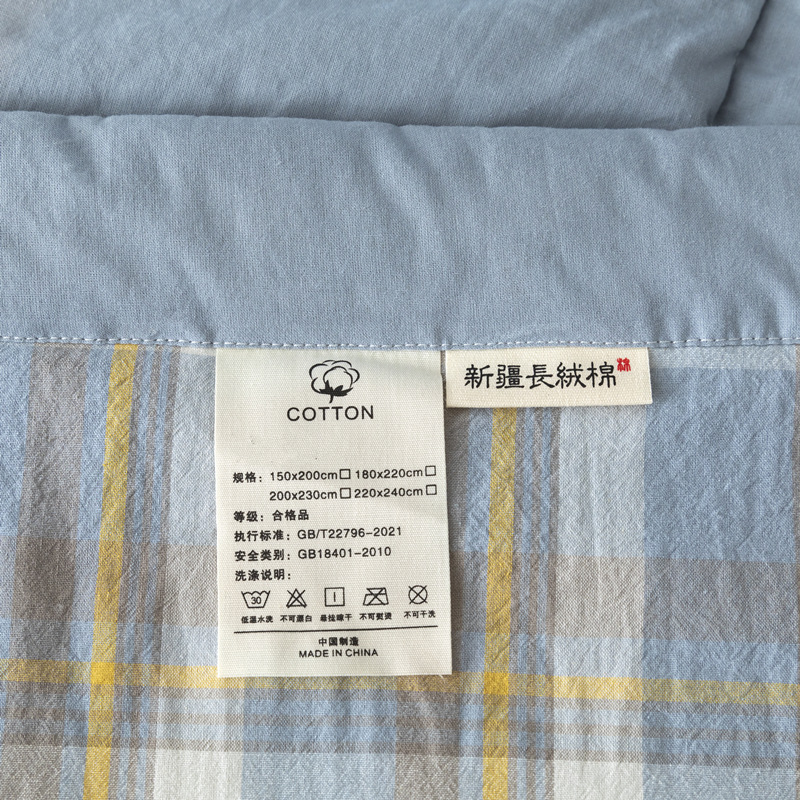 COTTON
新疆長絨棉
棉
规格: 150x200cm□ 180x220cm□
200x230cm□ 220x240cm□
等级: 合格品
执行标准: GB/T22796-2021
安全类别: GB18401-2010
洗涤说明:
30
低温水洗 不可漂白 悬挂晾干 不可熨烫 不可干洗
中国制造
MADE IN CHINA